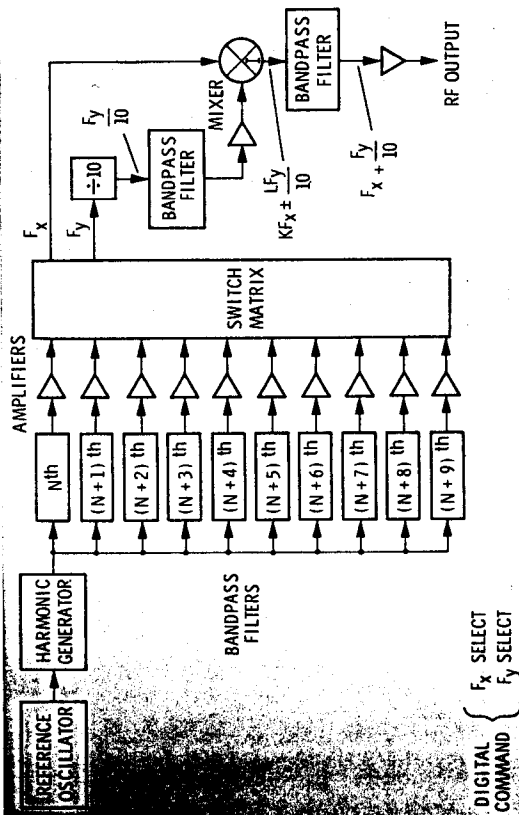 REFERENCE
OSCILLATOR
HARMONIC
GENERATOR
BANDPASS
FILTERS
Nth
(N + 1)th
(N + 2)th
(N + 3)th
(N + 4)th
(N + 5)th
(N + 6)th
(N + 7)th
(N + 8)th
(N + 9)th
AMPLIFIERS
SWITCH
MATRIX
Fx
Fy
÷10
Fy/10
BANDPASS
FILTER
MIXER
KFx ± LFy/10
BANDPASS
FILTER
Fx + Fy/10
RF OUTPUT
DIGITAL
COMMAND
Fx SELECT
Fy SELECT